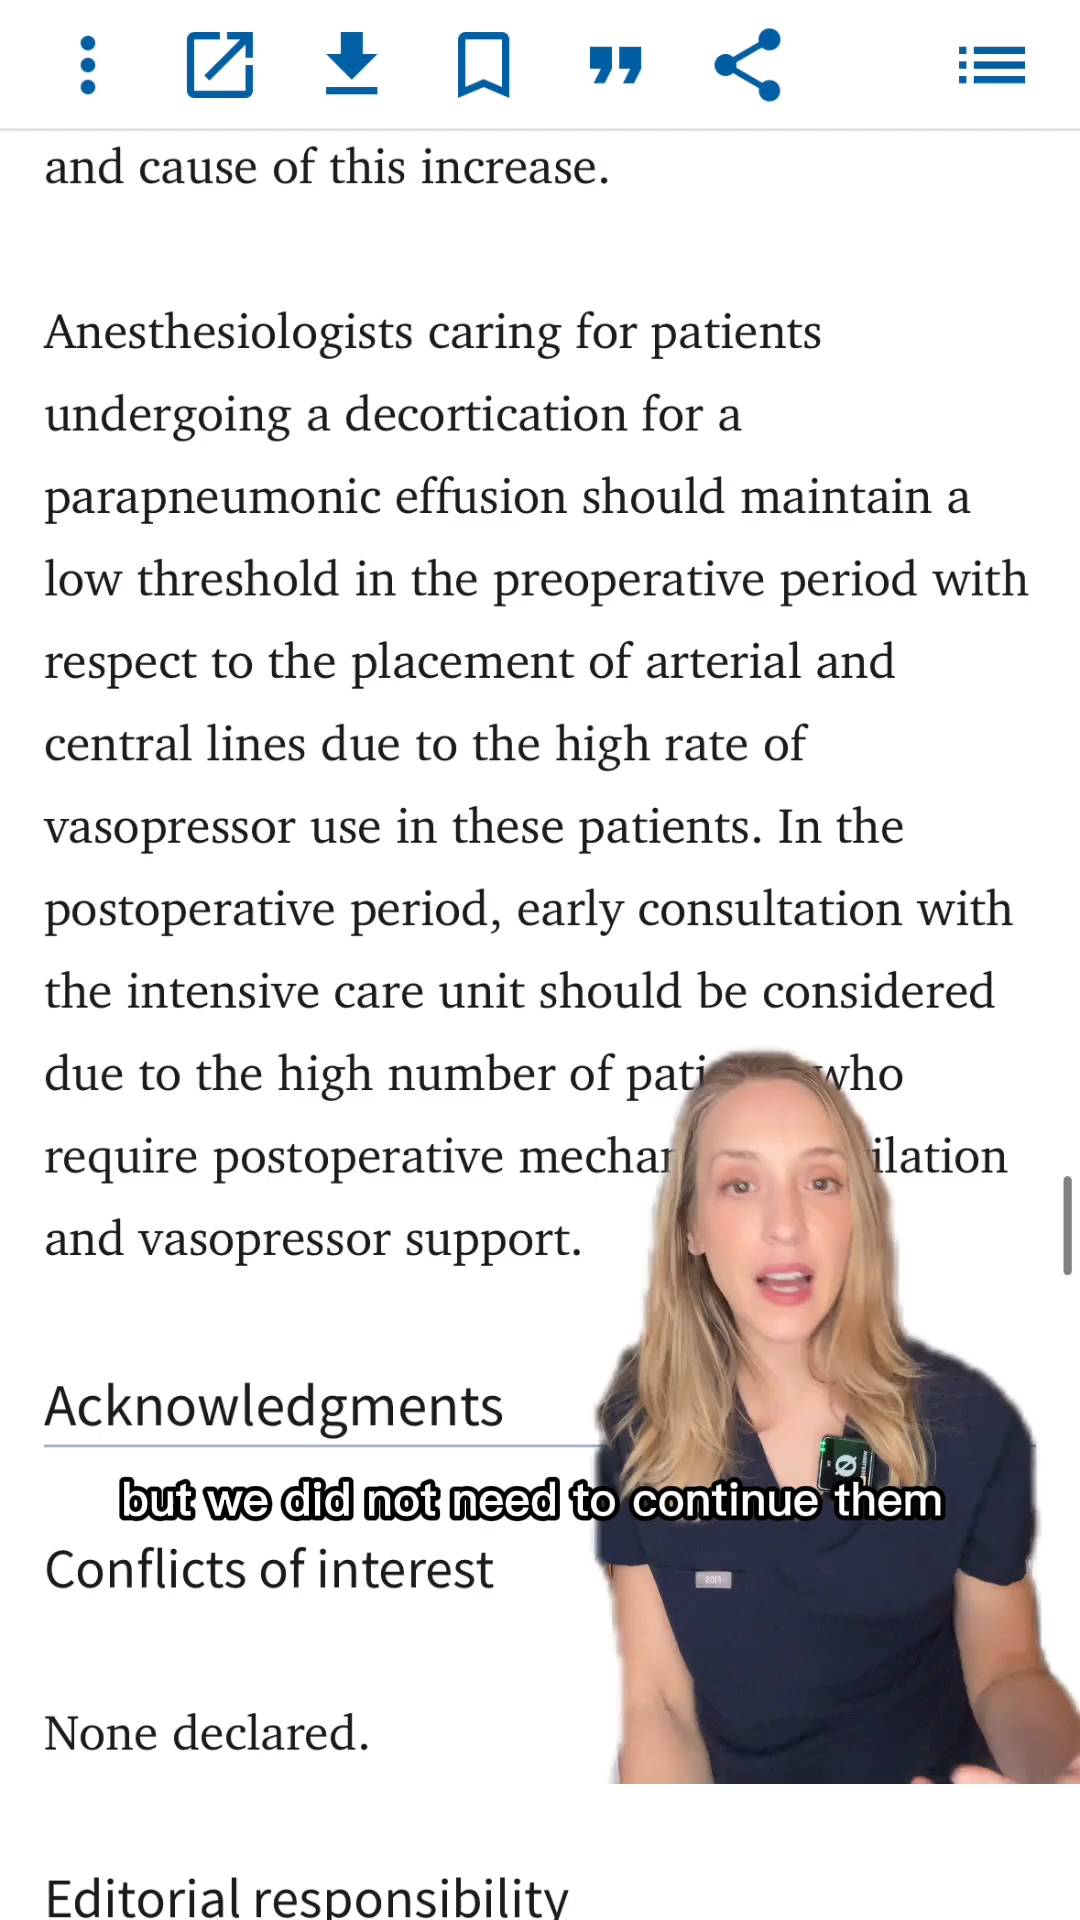 and cause of this increase.
Anesthesiologists caring for patients
undergoing a decortication for a
parapneumonic effusion should maintain a
low threshold in the preoperative period with
respect to the placement of arterial and
central lines due to the high rate of
vasopressor use in these patients. In the
postoperative period, early consultation with
the intensive care unit should be considered
due to the high number of who
require postoperative
and vasopressor support.
Acknowledgments
but we did not need to continue them
Conflicts of interest
None declared.
Editorial responsibility